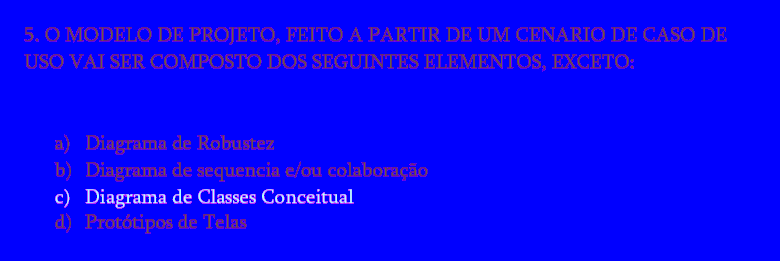 5. O MODELO DE PROJETO, FEITO A PARTIR DE UM CENARIO DE CASO DE
USO VAI SER COMPOSTO DOS SEGUINTES ELEMENTOS, EXCETO:
a) Diagrama de Robustez
b) Diagrama de sequencia e/ou colaboração
c) Diagrama de Classes Conceitual
d) Protótipos de Telas